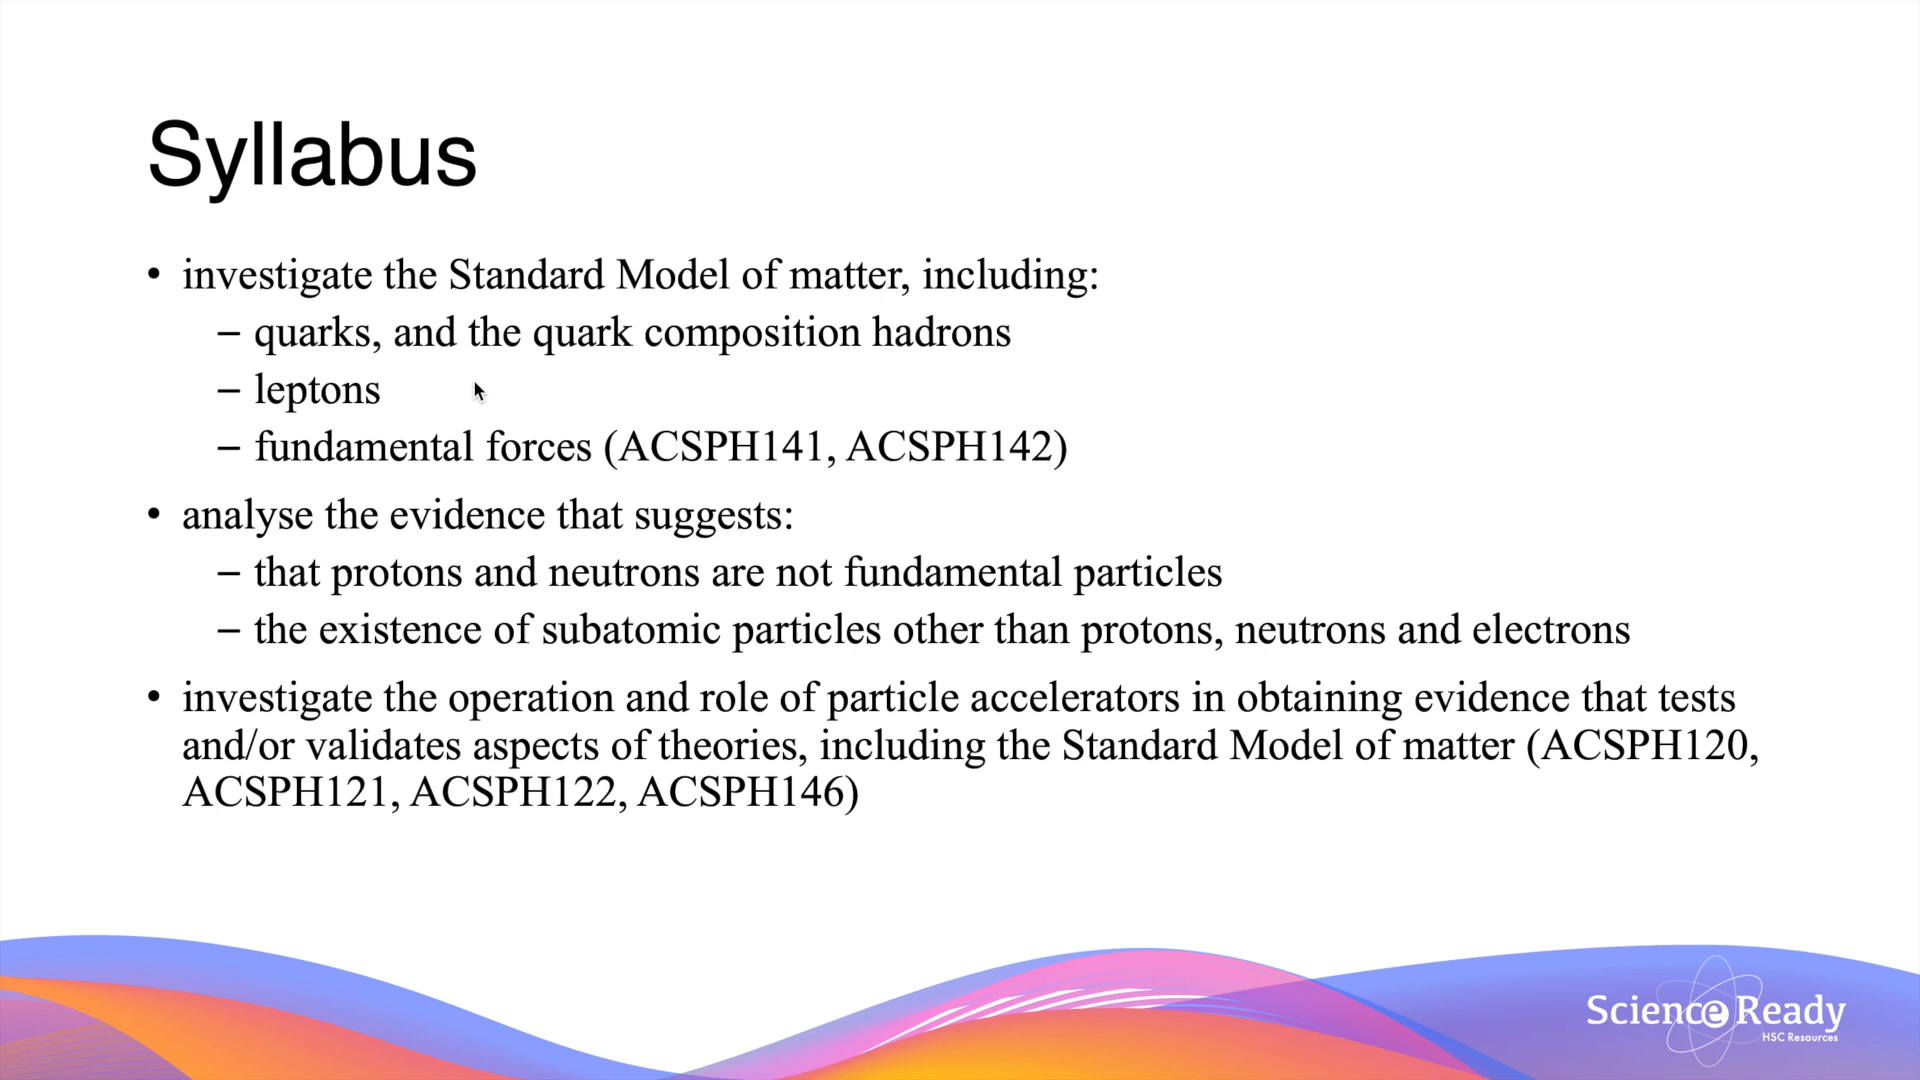 Syllabus
• investigate the Standard Model of matter, including:
– quarks, and the quark composition hadrons
– leptons
– fundamental forces (ACSPH141, ACSPH142)
• analyse the evidence that suggests:
– that protons and neutrons are not fundamental particles
– the existence of subatomic particles other than protons, neutrons and electrons
• investigate the operation and role of particle accelerators in obtaining evidence that tests
and/or validates aspects of theories, including the Standard Model of matter (ACSPH120,
ACSPH121, ACSPH122, ACSPH146)
Science Ready
HSC Resources